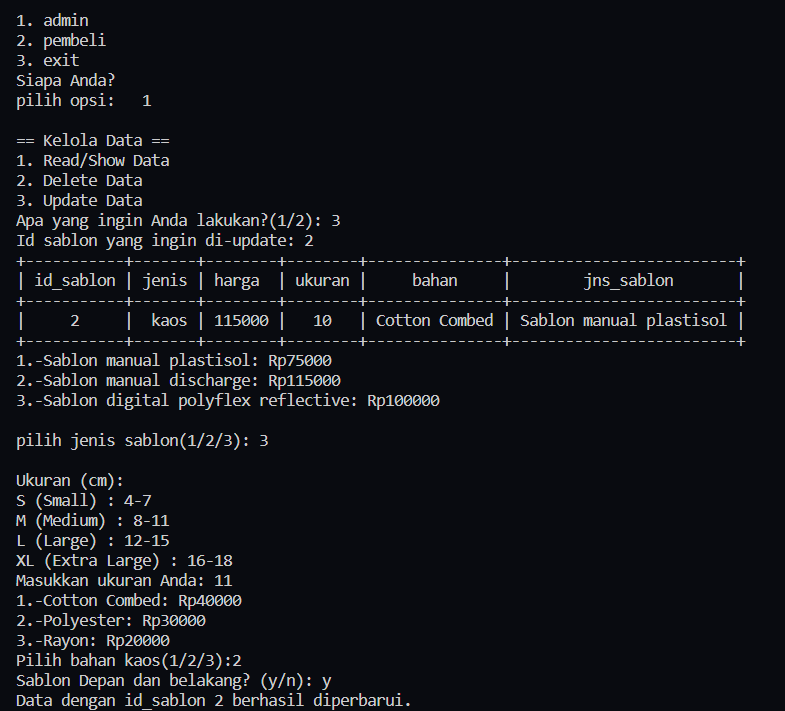 1. admin
2. pembeli
3. exit
Siapa Anda?
pilih opsi:   1
== Kelola Data ==
1. Read/Show Data
2. Delete Data
3. Update Data
Apa yang ingin Anda lakukan?(1/2): 3
Id sablon yang ingin di-update: 2
+-----------+-------+--------+--------+---------------+-------------------------+
| id_sablon | jenis | harga  | ukuran |     bahan     |        jns_sablon       |
+-----------+-------+--------+--------+---------------+-------------------------+
|     2     |  kaos | 115000 |   10   | Cotton Combed | Sablon manual plastisol |
+-----------+-------+--------+--------+---------------+-------------------------+
1.-Sablon manual plastisol: Rp75000
2.-Sablon manual discharge: Rp115000
3.-Sablon digital polyflex reflective: Rp100000
pilih jenis sablon(1/2/3): 3
Ukuran (cm):
S (Small) : 4-7
M (Medium) : 8-11
L (Large) : 12-15
XL (Extra Large) : 16-18
Masukkan ukuran Anda: 11
1.-Cotton Combed: Rp40000
2.-Polyester: Rp30000
3.-Rayon: Rp20000
Pilih bahan kaos(1/2/3):2
Sablon Depan dan belakang? (y/n): y
Data dengan id_sablon 2 berhasil diperbarui.